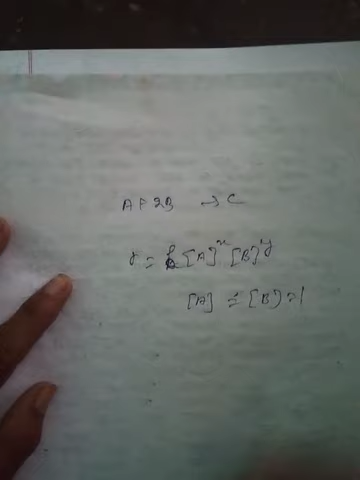 A + 2B → C
r = k [A]^x [B]^y
[A] = [B] = 1